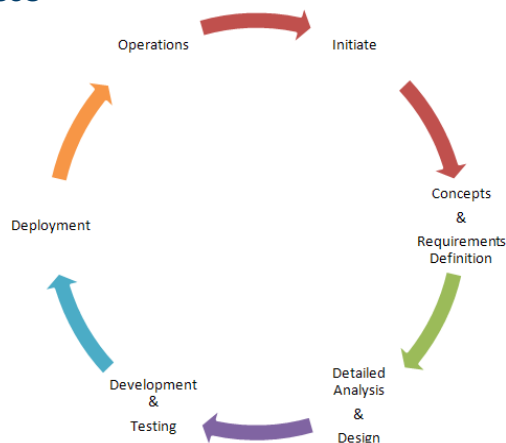 Operations
Initiate
Concepts
&
Requirements
Definition
Detailed
Analysis
&
Design
Development
&
Testing
Deployment